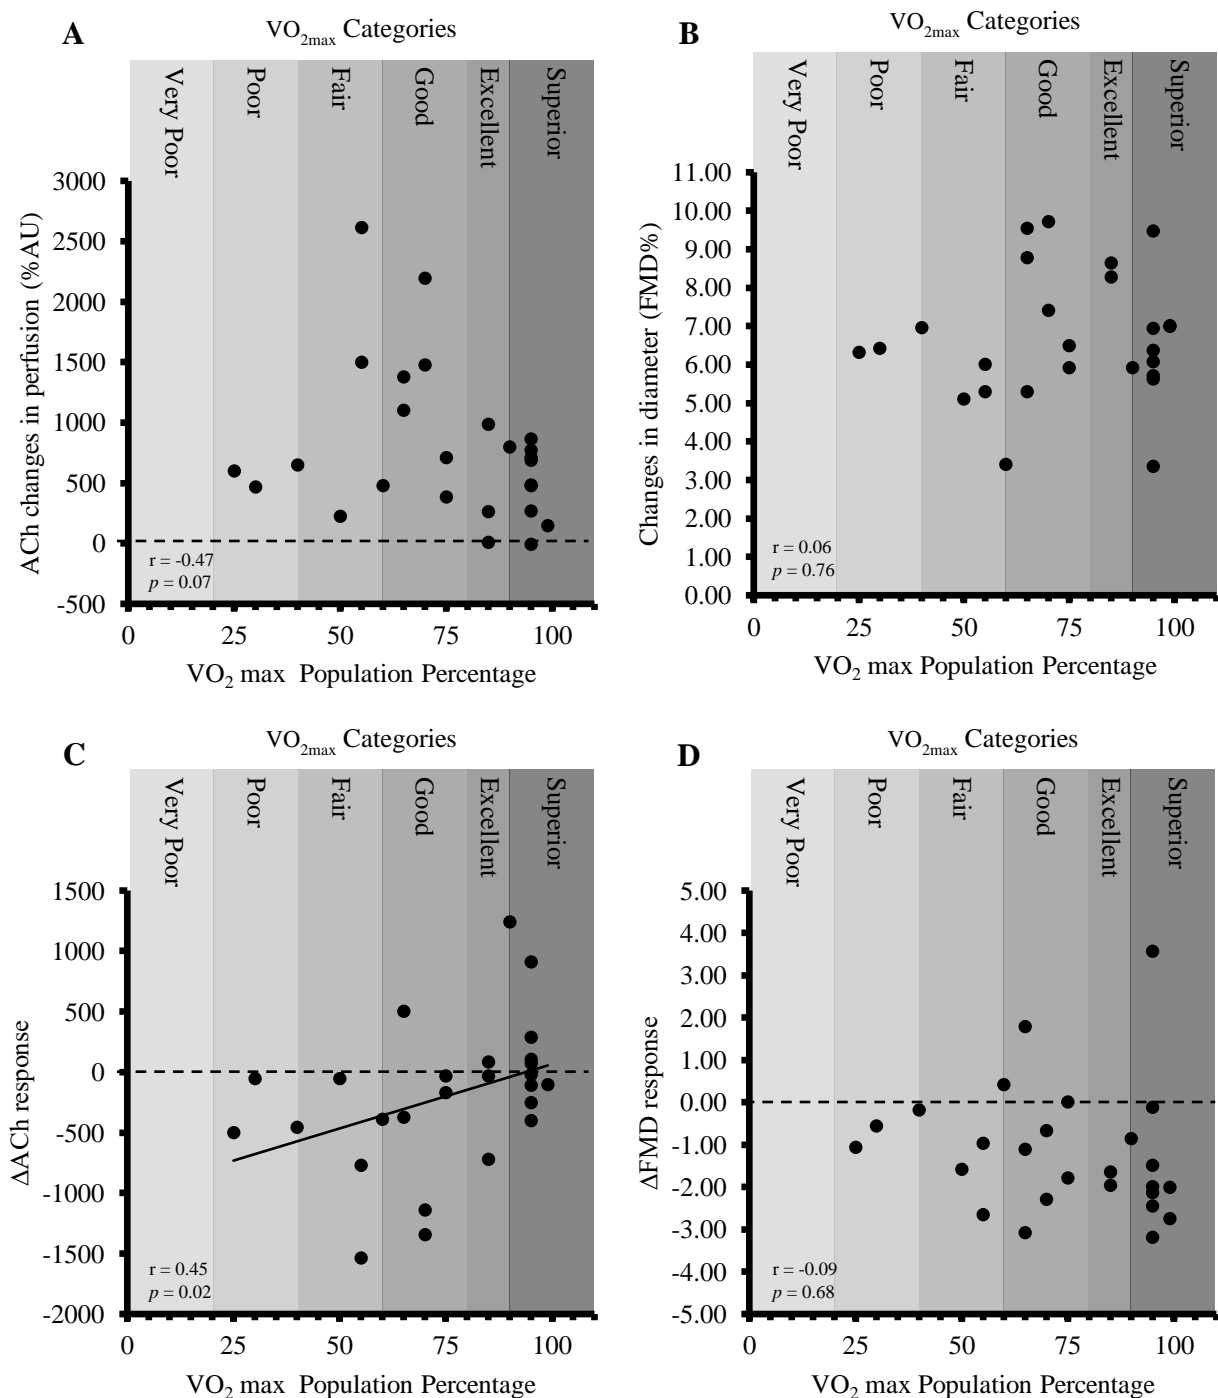 A
VO2max Categories
Very Poor
Poor
Fair
Good
Excellent
Superior
ACh changes in perfusion (%AU)
3000
2500
2000
1500
1000
500
0
-500
r = -0.47
p = 0.07
0 25 50 75 100
VO2 max Population Percentage
B
VO2max Categories
Very Poor
Poor
Fair
Good
Excellent
Superior
Changes in diameter (FMD%)
11.00
10.00
9.00
8.00
7.00
6.00
5.00
4.00
3.00
2.00
1.00
0.00
r = 0.06
p = 0.76
0 25 50 75 100
VO2 max Population Percentage
C
VO2max Categories
Very Poor
Poor
Fair
Good
Excellent
Superior
ΔACh response
1500
1000
500
0
-500
-1000
-1500
-2000
r = 0.45
p = 0.02
0 25 50 75 100
VO2 max Population Percentage
D
VO2max Categories
Very Poor
Poor
Fair
Good
Excellent
Superior
ΔFMD response
5.00
4.00
3.00
2.00
1.00
0.00
-1.00
-2.00
-3.00
-4.00
-5.00
r = -0.09
p = 0.68
0 25 50 75 100
VO2 max Population Percentage